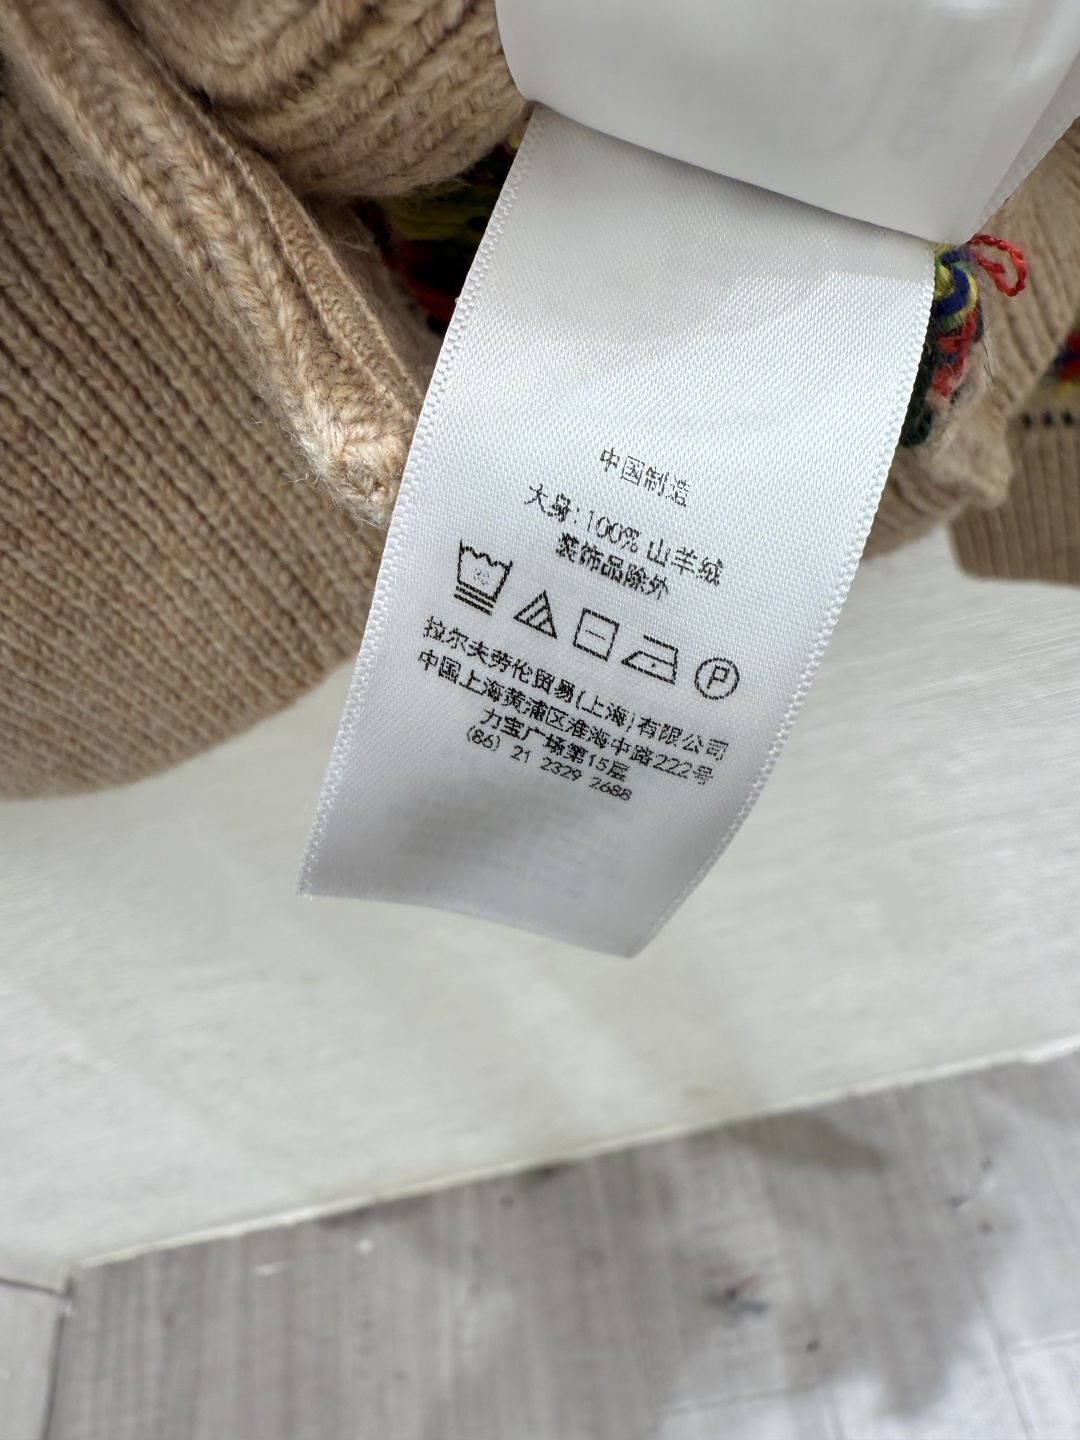 中国制造
大身:100% 山羊绒
装饰品除外
30
P
拉尔夫劳伦贸易(上海)有限公司
中国上海黄浦区淮海中路222号
力宝广场第15层
(86) 21 2329 2688